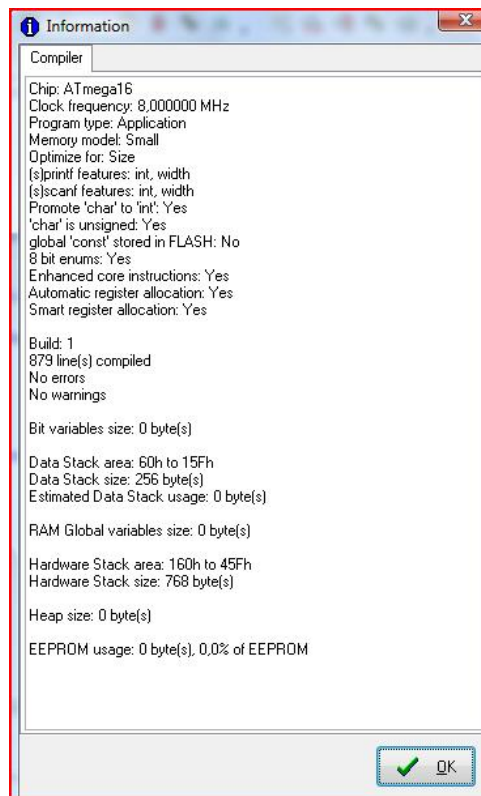 Information
Compiler
Chip: ATmega16
Clock frequency: 8,000000 MHz
Program type: Application
Memory model: Small
Optimize for: Size
(s)printf features: int, width
(s)scanf features: int, width
Promote 'char' to 'int': Yes
'char' is unsigned: Yes
global 'const' stored in FLASH: No
8 bit enums: Yes
Enhanced core instructions: Yes
Automatic register allocation: Yes
Smart register allocation: Yes
Build: 1
879 line(s) compiled
No errors
No warnings
Bit variables size: 0 byte(s)
Data Stack area: 60h to 15Fh
Data Stack size: 256 byte(s)
Estimated Data Stack usage: 0 byte(s)
RAM Global variables size: 0 byte(s)
Hardware Stack area: 160h to 45Fh
Hardware Stack size: 768 byte(s)
Heap size: 0 byte(s)
EEPROM usage: 0 byte(s), 0,0% of EEPROM
OK